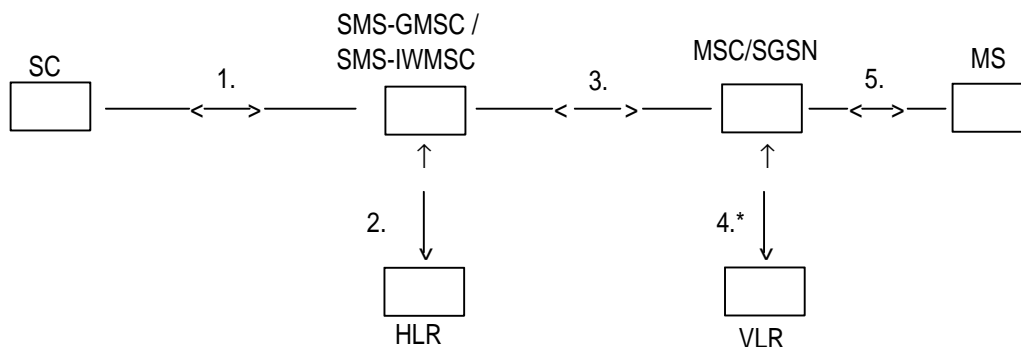 SMS-GMSC /
SMS-IWMSC
MSC/SGSN
MS
SC
1.
3.
5.
2.
4.*
HLR
VLR